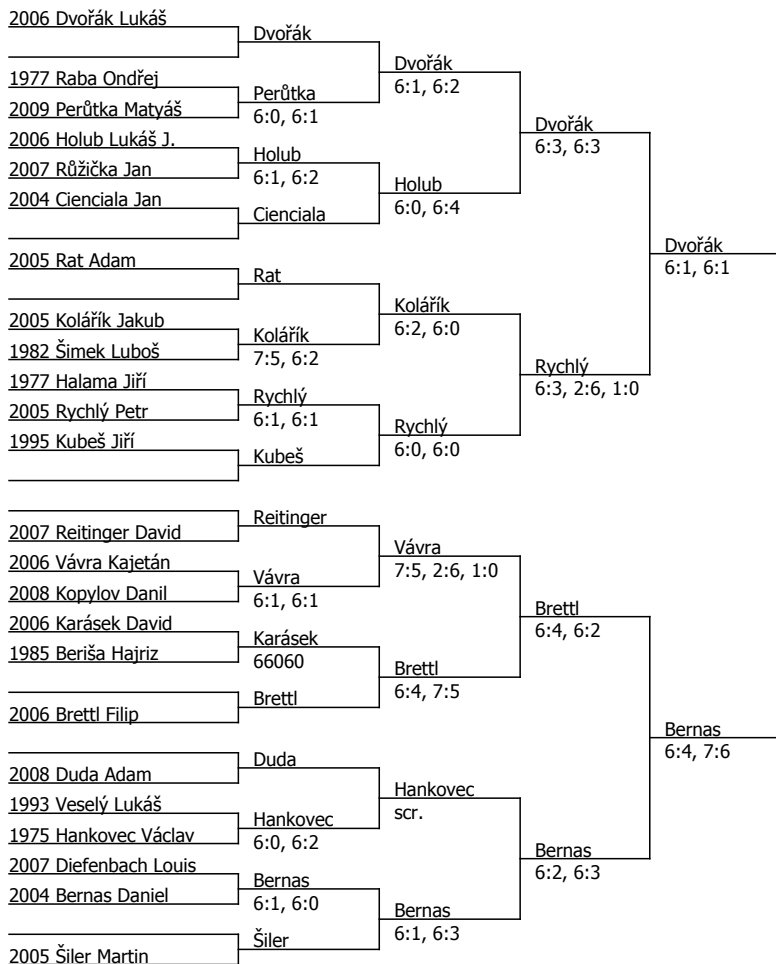 2006 Dvořák Lukáš
Dvořák
Dvořák
6:1, 6:2
1977 Raba Ondřej
Perůtka
2009 Perůtka Matyáš
6:0, 6:1
Dvořák
6:3, 6:3
2006 Holub Lukáš J.
Holub
2007 Růžička Jan
6:1, 6:2
Holub
6:0, 6:4
2004 Cienciala Jan
Cienciala
Dvořák
6:1, 6:1
2005 Rat Adam
Rat
Kolářík
6:2, 6:0
2005 Kolářík Jakub
Kolářík
1982 Šimek Luboš
7:5, 6:2
Rychlý
6:3, 2:6, 1:0
1977 Halama Jiří
Rychlý
2005 Rychlý Petr
6:1, 6:1
Rychlý
6:0, 6:0
1995 Kubeš Jiří
Kubeš
Reitinger
2007 Reitinger David
Vávra
7:5, 2:6, 1:0
2006 Vávra Kajetán
Vávra
2008 Kopylov Danil
6:1, 6:1
Brettl
6:4, 6:2
2006 Karásek David
Karásek
1985 Beriša Hajriz
66060
Brettl
6:4, 7:5
Brettl
2006 Brettl Filip
Bernas
6:4, 7:6
Duda
2008 Duda Adam
Hankovec
scr.
1993 Veselý Lukáš
Hankovec
1975 Hankovec Václav
6:0, 6:2
Bernas
6:2, 6:3
2007 Diefenbach Louis
Bernas
2004 Bernas Daniel
6:1, 6:0
Bernas
6:1, 6:3
Šiler
2005 Šiler Martin